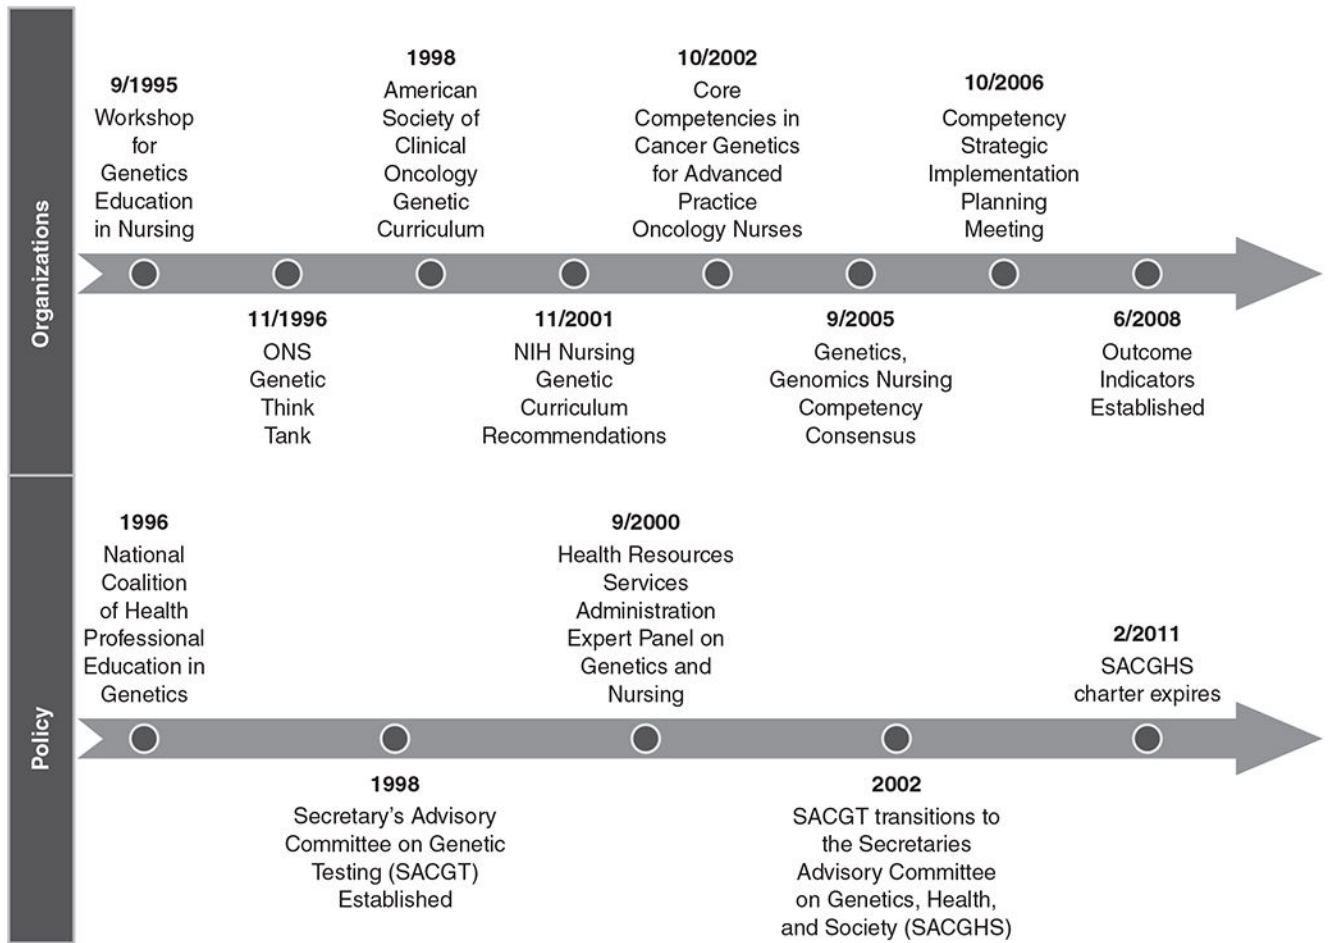 Organizations
9/1995
Workshop
for
Genetics
Education
in Nursing
11/1996
ONS
Genetic
Think
Tank
1998
American
Society of
Clinical
Oncology
Genetic
Curriculum
11/2001
NIH Nursing
Genetic
Curriculum
Recommendations
10/2002
Core
Competencies in
Cancer Genetics
for Advanced
Practice
Oncology Nurses
9/2005
Genetics,
Genomics Nursing
Competency
Consensus
10/2006
Competency
Strategic
Implementation
Planning
Meeting
6/2008
Outcome
Indicators
Established
Policy
1996
National
Coalition
of Health
Professional
Education in
Genetics
1998
Secretary’s Advisory
Committee on Genetic
Testing (SACGT)
Established
9/2000
Health Resources
Services
Administration
Expert Panel on
Genetics and
Nursing
2002
SACGT transitions to
the Secretaries
Advisory Committee
on Genetics, Health,
and Society (SACGHS)
2/2011
SACGHS
charter expires